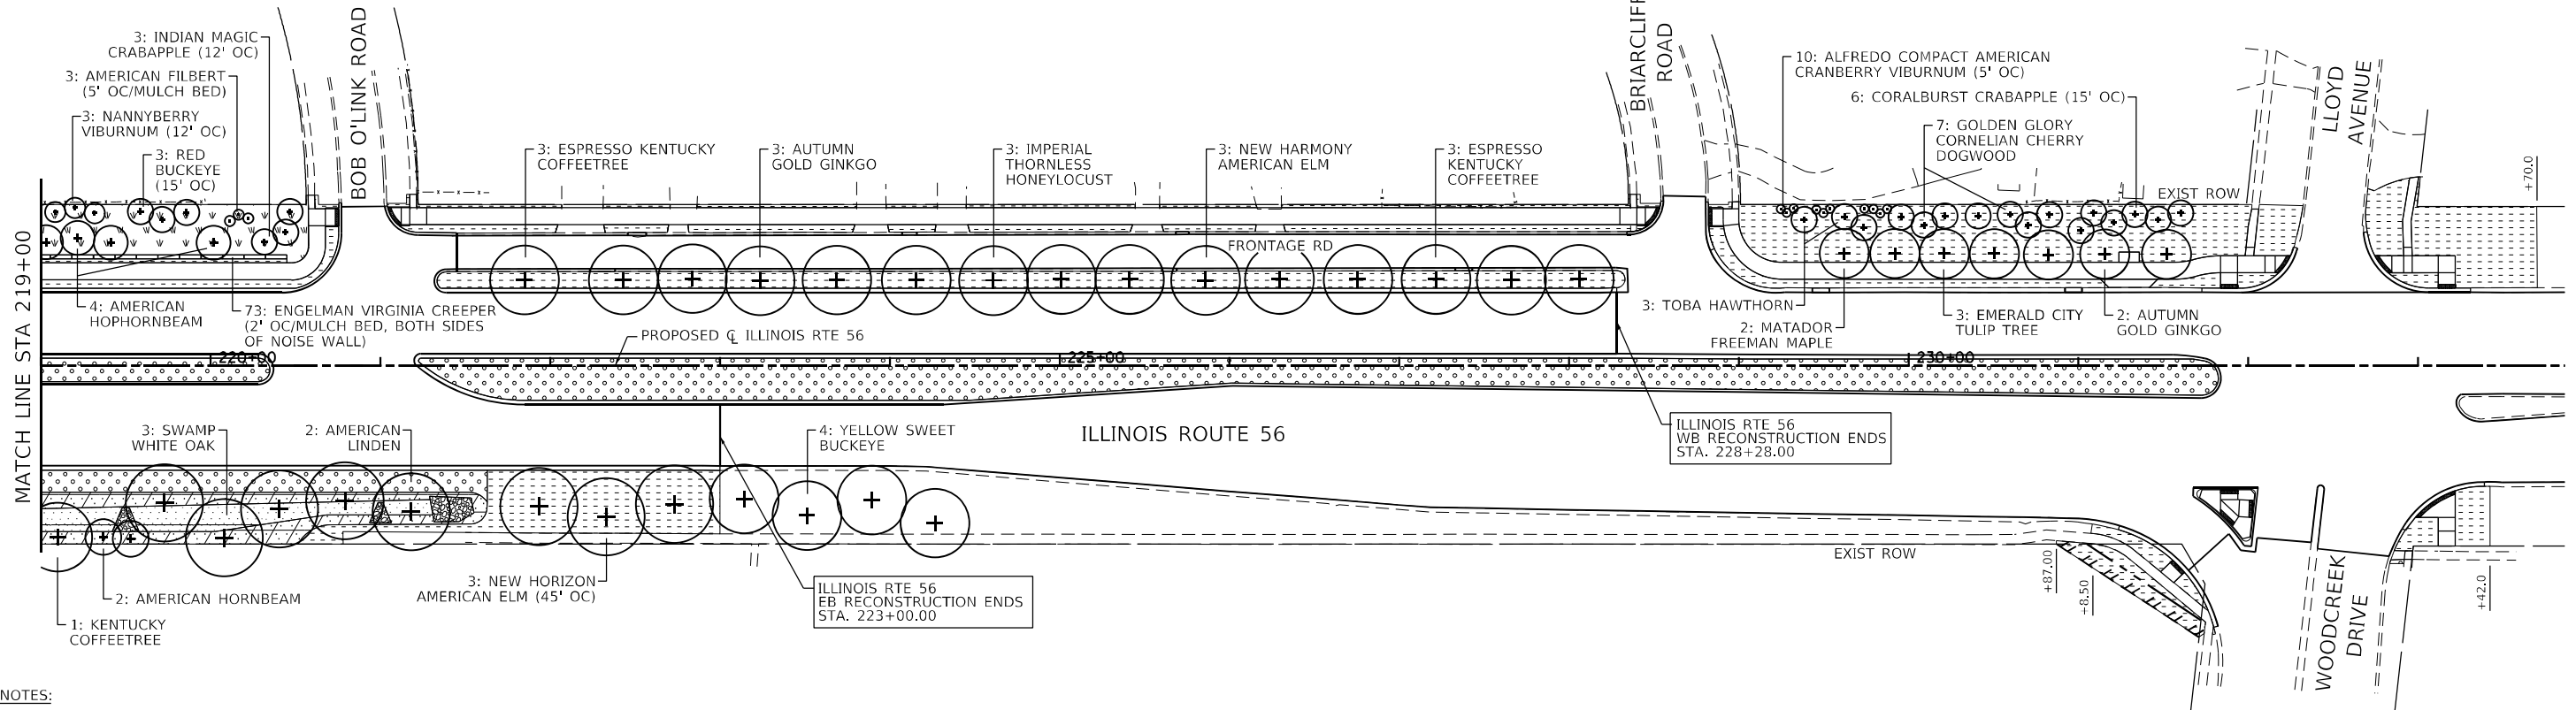 3: INDIAN MAGIC
CRABAPPLE (12' OC)
3: AMERICAN FILBERT
(5' OC/MULCH BED)
3: NANNYBERRY
VIBURNUM (12' OC)
3: RED
BUCKEYE
(15' OC)
BOB O'LINK ROAD
3: ESPRESSO KENTUCKY
COFFEETREE
3: AUTUMN
GOLD GINKGO
3: IMPERIAL
THORNLESS
HONEYLOCUST
3: NEW HARMONY
AMERICAN ELM
3: ESPRESSO
KENTUCKY
COFFEETREE
BRIARCLIFF
ROAD
10: ALFREDO COMPACT AMERICAN
CRANBERRY VIBURNUM (5' OC)
6: CORALBURST CRABAPPLE (15' OC)
7: GOLDEN GLORY
CORNELIAN CHERRY
DOGWOOD
EXIST ROW
LLOYD
AVENUE
+70.0
MATCH LINE STA 219+00
FRONTAGE RD
4: AMERICAN
HOPHORNBEAM
73: ENGELMAN VIRGINIA CREEPER
(2' OC/MULCH BED, BOTH SIDES
OF NOISE WALL)
PROPOSED ℄ ILLINOIS RTE 56
3: TOBA HAWTHORN
2: MATADOR
FREEMAN MAPLE
3: EMERALD CITY
TULIP TREE
2: AUTUMN
GOLD GINKGO
220+00
225+00
230+00
3: SWAMP
WHITE OAK
2: AMERICAN
LINDEN
4: YELLOW SWEET
BUCKEYE
ILLINOIS ROUTE 56
ILLINOIS RTE 56
WB RECONSTRUCTION ENDS
STA. 228+28.00
3: NEW HORIZON
AMERICAN ELM (45' OC)
2: AMERICAN HORNBEAM
1: KENTUCKY
COFFEETREE
ILLINOIS RTE 56
EB RECONSTRUCTION ENDS
STA. 223+00.00
EXIST ROW
+87.00
+8.50
WOODCREEK
DRIVE
+42.0
NOTES: